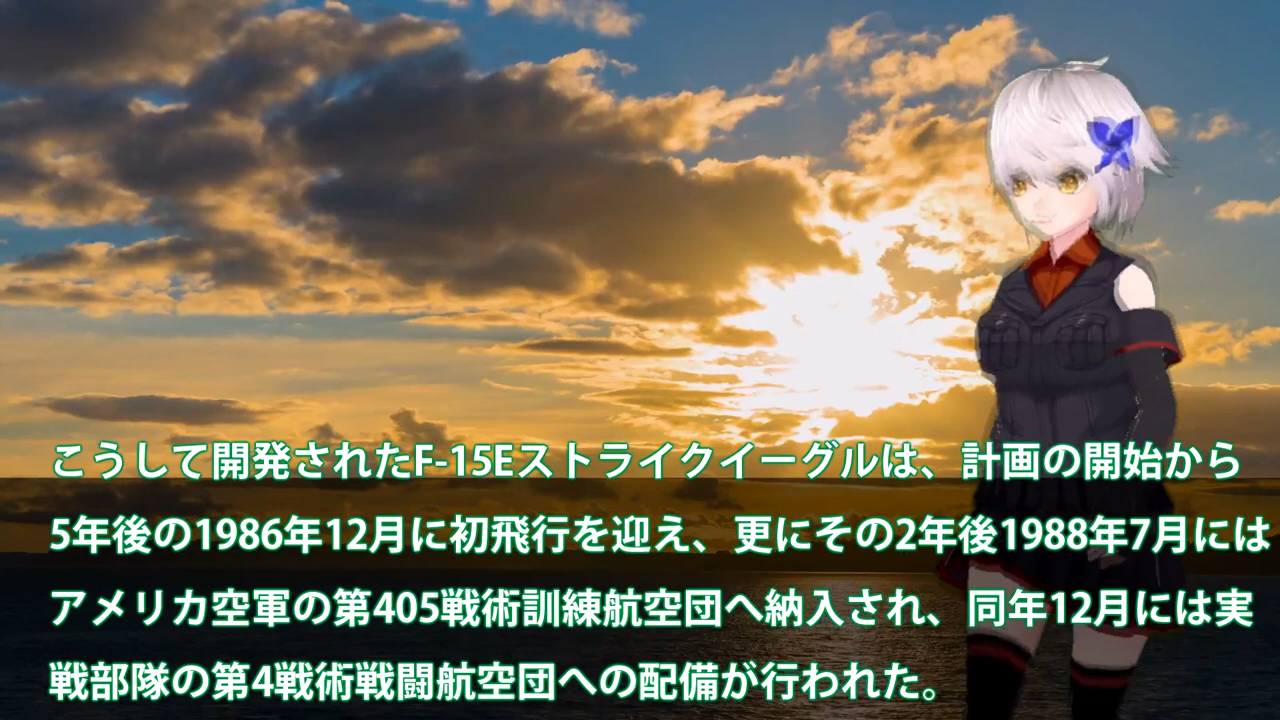 こうして開発されたF-15Eストライクイーグルは、計画の開始から
5年後の1986年12月に初飛行を迎え、更にその2年後1988年7月には
アメリカ空軍の第405戦術訓練航空団へ納入され、同年12月には実
戦部隊の第4戦術戦闘航空団への配備が行われた。